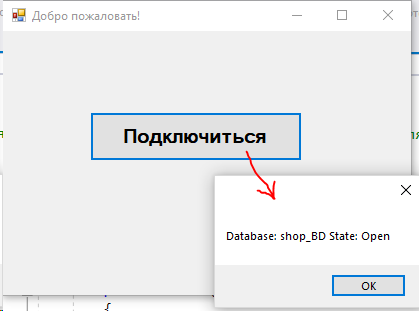 Добро пожаловать!
Подключиться
Database: shop_BD State: Open
OK
{